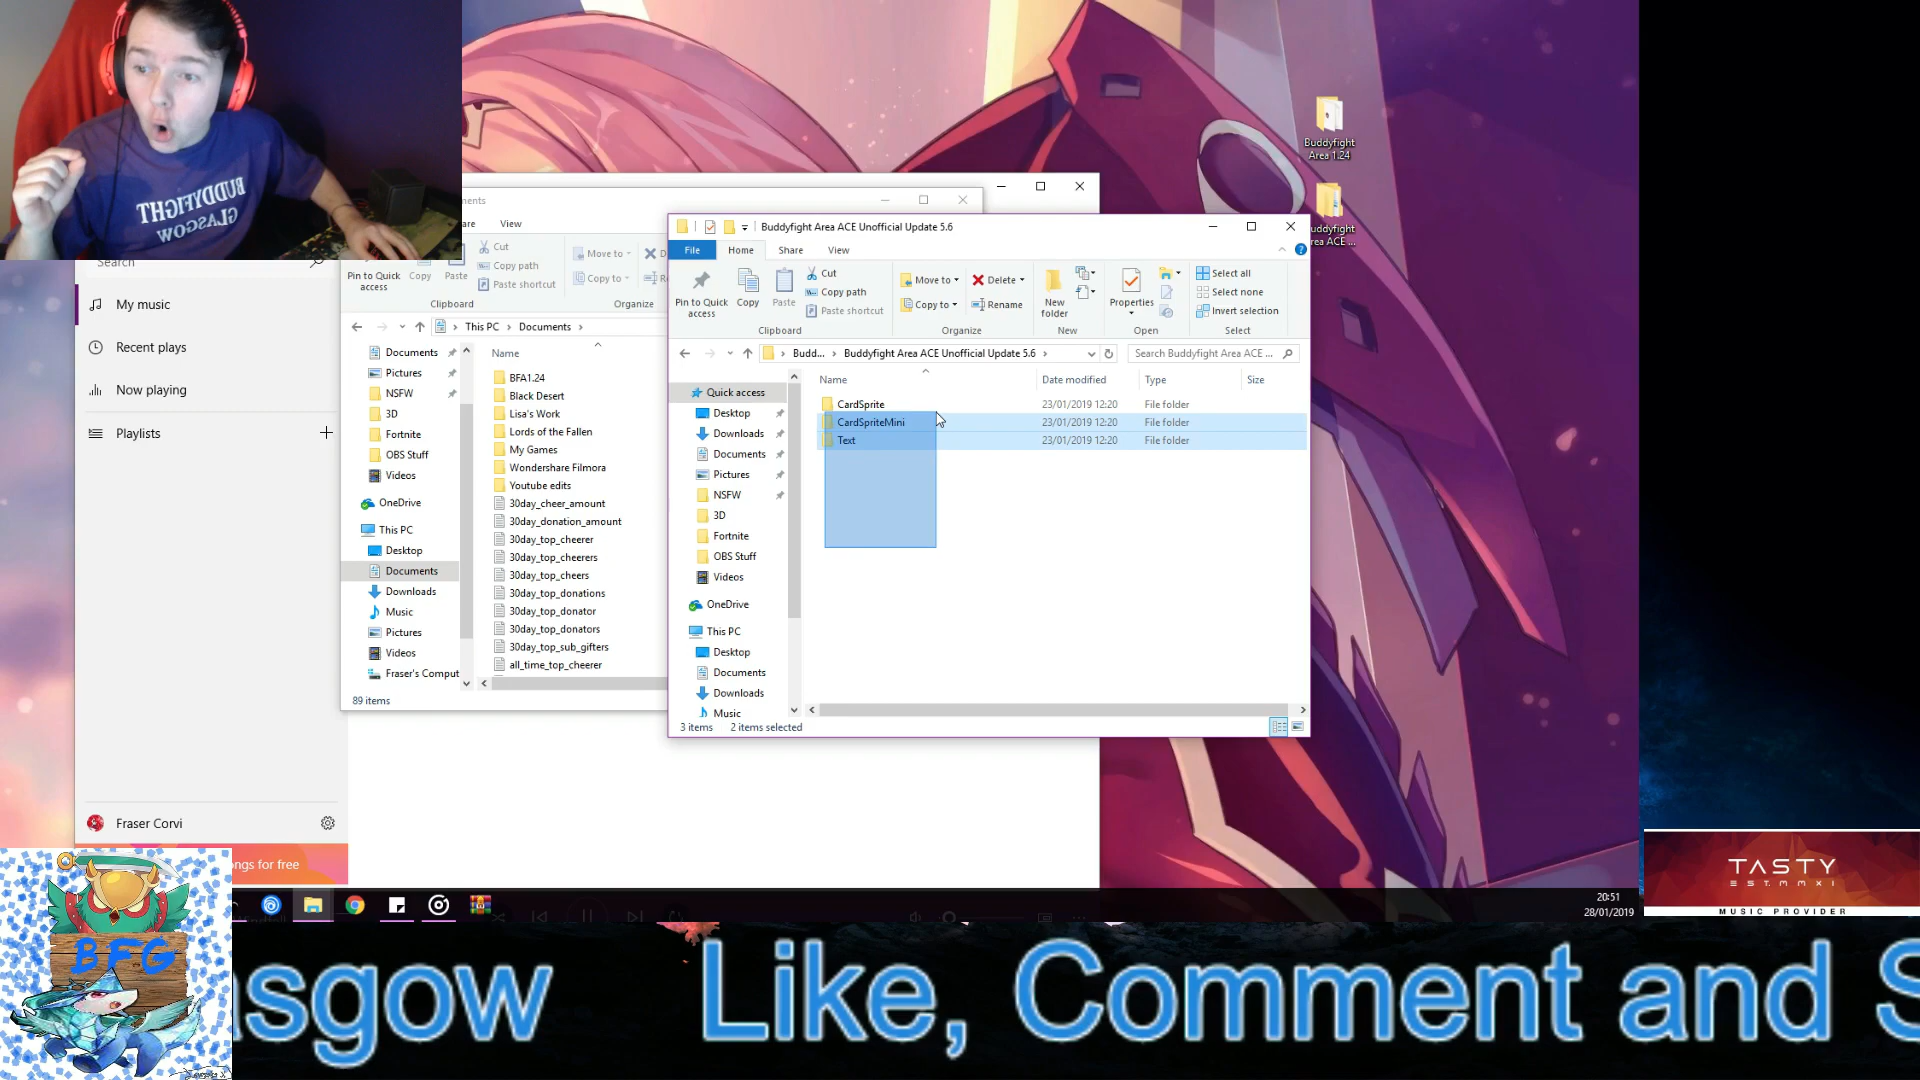 BUDDYFIGHT
GLASGOW
Search
My music
Recent plays
Now playing
Playlists
Fraser Corvi
ongs for free
ments
are
View
Pin to Quick
access
Copy
Paste
Cut
Copy path
Paste shortcut
Clipboard
Move to
Copy to
Organize
This PC
Documents
Documents
Pictures
NSFW
3D
Fortnite
OBS Stuff
Videos
OneDrive
This PC
Desktop
Documents
Downloads
Music
Pictures
Videos
Fraser's Comput
89 items
Name
BFA1.24
Black Desert
Lisa's Work
Lords of the Fallen
My Games
Wondershare Filmora
Youtube edits
30day_cheer_amount
30day_donation_amount
30day_top_cheerer
30day_top_cheerers
30day_top_cheers
30day_top_donations
30day_top_donator
30day_top_donators
30day_top_sub_gifters
all_time_top_cheerer
Buddyfight Area ACE Unofficial Update 5.6
File
Home
Share
View
Pin to Quick
access
Copy
Paste
Cut
Copy path
Paste shortcut
Clipboard
Move to
Copy to
Delete
Rename
Organize
New
folder
New
Properties
Open
Select all
Select none
Invert selection
Select
Budd... Buddyfight Area ACE Unofficial Update 5.6
Search Buddyfight Area ACE ...
Quick access
Desktop
Downloads
Documents
Pictures
NSFW
3D
Fortnite
OBS Stuff
Videos
OneDrive
This PC
Desktop
Documents
Downloads
Music
Name Date modified Type Size
CardSprite 23/01/2019 12:20 File folder
CardSpriteMini 23/01/2019 12:20 File folder
Text 23/01/2019 12:20 File folder
3 items 2 items selected
Buddyfight
Area 1.24
uddyfight
rea ACE ...
20:51
28/01/2019
TASTY
EST. MMXI
MUSIC PROVIDER
BFG
asgow Like, Comment and S